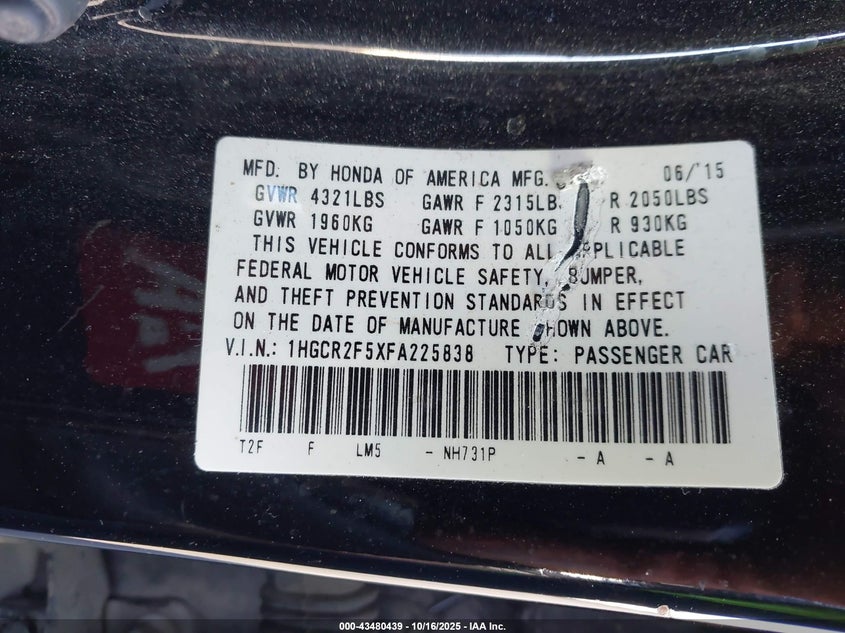 MFD. BY HONDA OF AMERICA MFG. 06/'15
GVWR 4321LBS GAWR F 2315LB R 2050LBS
GVWR 1960KG GAWR F 1050KG R 930KG
THIS VEHICLE CONFORMS TO ALL APPLICABLE
FEDERAL MOTOR VEHICLE SAFETY, BUMPER,
AND THEFT PREVENTION STANDARDS IN EFFECT
ON THE DATE OF MANUFACTURE SHOWN ABOVE.
V.I.N.: 1HGCR2F5XFA225838 TYPE: PASSENGER CAR
T2F F LM5 - NH731P - A - A
000-43480439 | 10/16/2025 | IAA Inc.